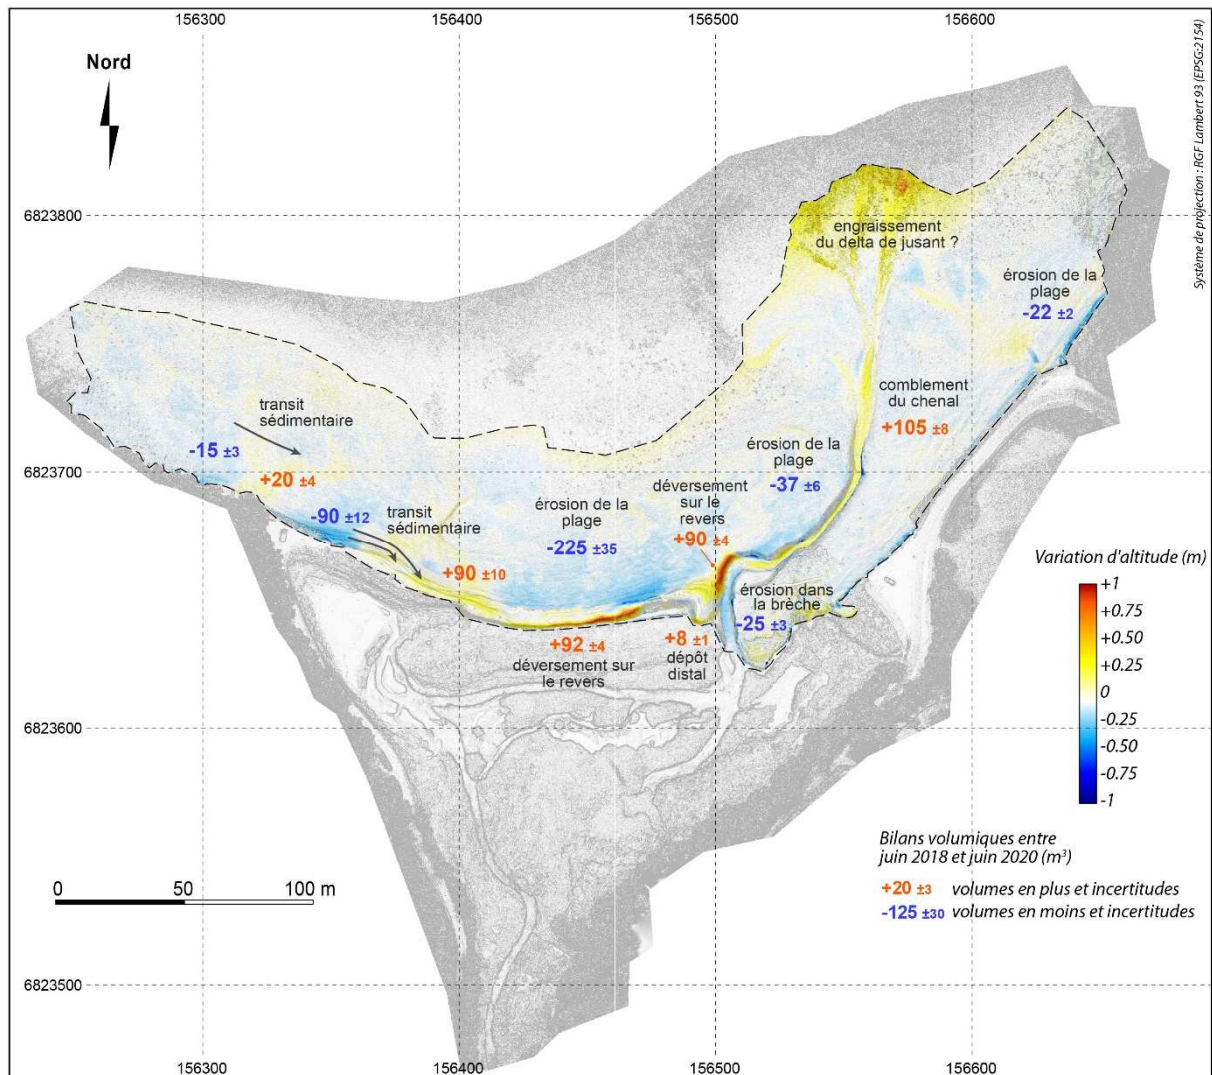 156300
156400
156500
156600
Système de projection : RGF Lambert 93 (EPSG:2154)
Nord
6823800
engraissement
du delta de jusant ?
érosion de la
plage
-22 ±2
transit
sédimentaire
-15 ±3
+20 ±4
6823700
comblement
du chenal
+105 ±8
érosion de la
plage
-37 ±6
-90 ±12
transit
sédimentaire
érosion de la
plage
-225 ±35
déversement
sur le
revers
+90 ±4
+90 ±10
érosion dans
la brèche
-25 ±3
+92 ±4
déversement sur
le revers
+8 ±1
dépôt
distal
Variation d'altitude (m)
+1
+0.75
+0.50
+0.25
0
-0.25
-0.50
-0.75
-1
6823600
Bilans volumiques entre
juin 2018 et juin 2020 (m³)
+20 ±3 volumes en plus et incertitudes
-125 ±30 volumes en moins et incertitudes
0 50 100 m
6823500
156300
156400
156500
156600